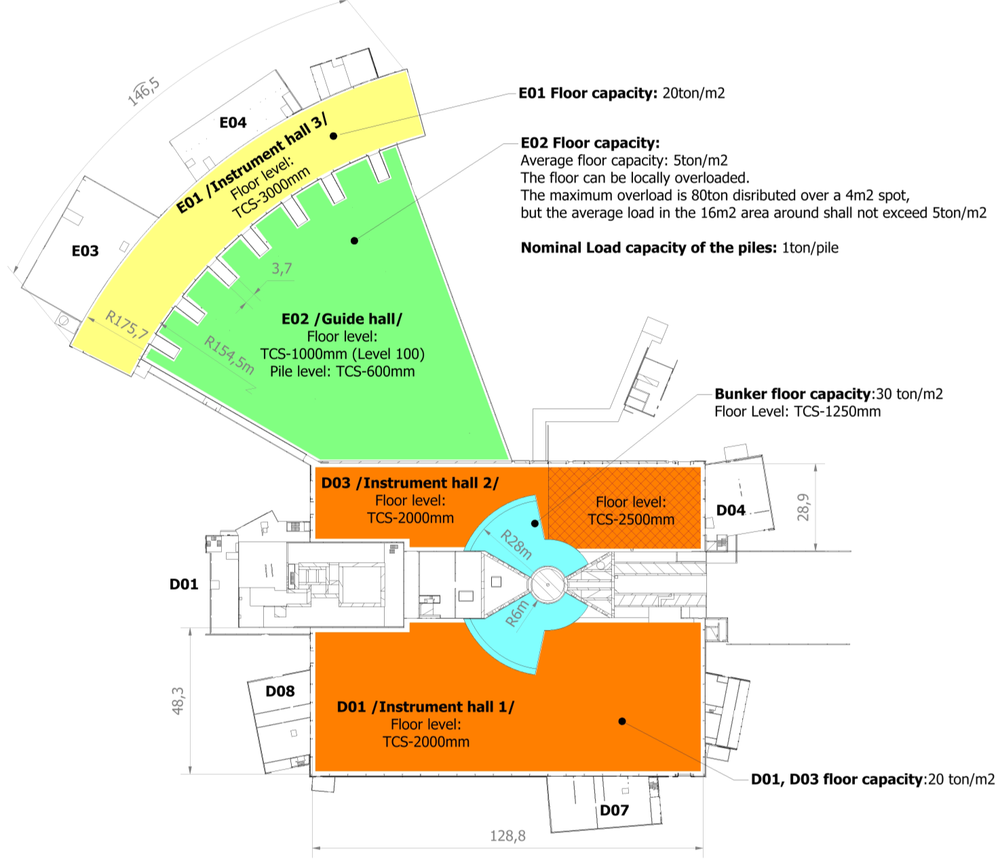 146,5
E01 Floor capacity: 20ton/m2
E04
E02 Floor capacity:
Average floor capacity: 5ton/m2
The floor can be locally overloaded.
The maximum overload is 80ton disributed over a 4m2 spot,
but the average load in the 16m2 area around shall not exceed 5ton/m2
Nominal Load capacity of the piles: 1ton/pile
E01 /Instrument hall 3/
Floor level:
TCS-3000mm
E03
3,7
R175,7
R154,5m
E02 /Guide hall/
Floor level:
TCS-1000mm (Level 100)
Pile level: TCS-600mm
Bunker floor capacity:30 ton/m2
Floor Level: TCS-1250mm
D03 /Instrument hall 2/
Floor level:
TCS-2000mm
Floor level:
TCS-2500mm
D04
28,9
R28m
D01
R6m
48,3
D08
D01 /Instrument hall 1/
Floor level:
TCS-2000mm
D01, D03 floor capacity:20 ton/m2
D07
128,8